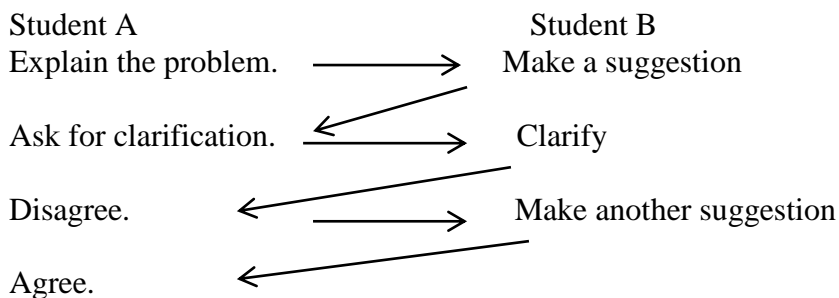 Student A Student B
Explain the problem. Make a suggestion
Ask for clarification. Clarify
Disagree. Make another suggestion
Agree.